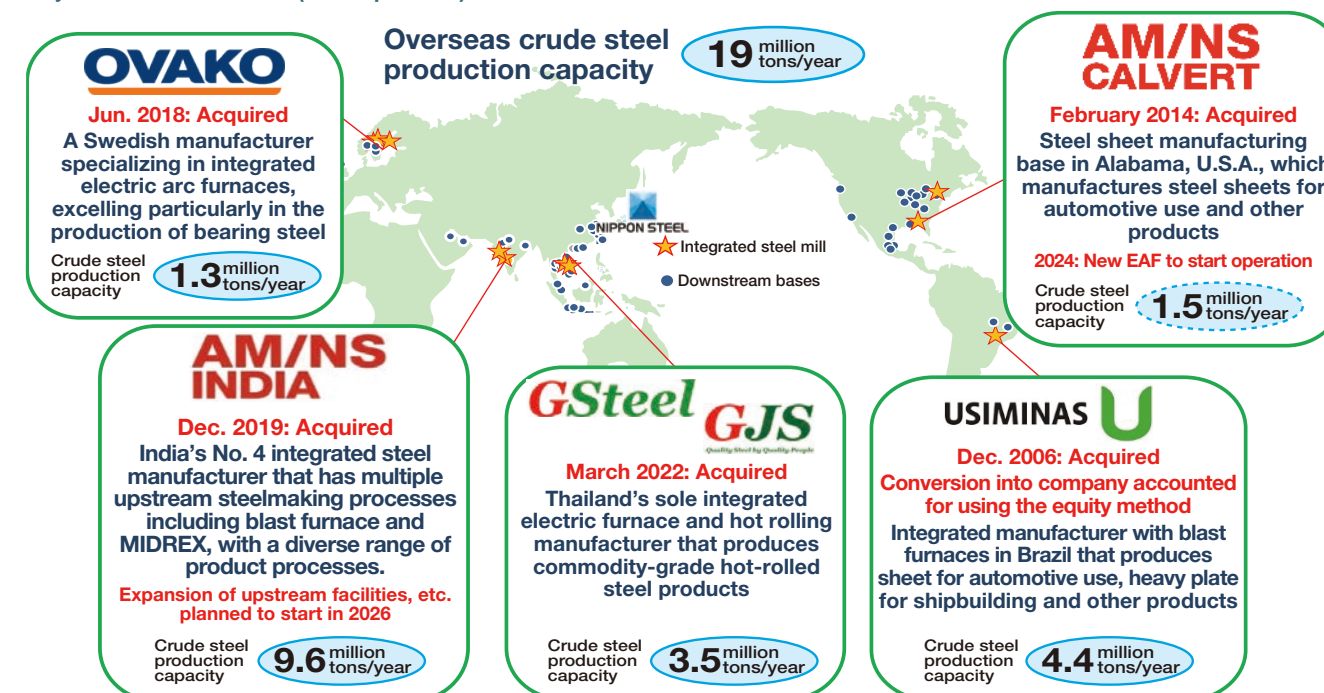 Overseas crude steel
production capacity
19 million
tons/year
OVAKO
Jun. 2018: Acquired
A Swedish manufacturer
specializing in integrated
electric arc furnaces,
excelling particularly in the
production of bearing steel
Crude steel
production
capacity
1.3 million
tons/year
AM/NS
CALVERT
February 2014: Acquired
Steel sheet manufacturing
base in Alabama, U.S.A., which
manufactures steel sheets for
automotive use and other
products
2024: New EAF to start operation
Crude steel
production
capacity
1.5 million
tons/year
NIPPON STEEL
Integrated steel mill
Downstream bases
AM/NS
INDIA
Dec. 2019: Acquired
India's No. 4 integrated steel
manufacturer that has multiple
upstream steelmaking processes
including blast furnace and
MIDREX, with a diverse range of
product processes.
Expansion of upstream facilities, etc.
planned to start in 2026
Crude steel
production
capacity
9.6 million
tons/year
GSteel
GJS
Quality Steel by Quality People
March 2022: Acquired
Thailand's sole integrated
electric furnace and hot rolling
manufacturer that produces
commodity-grade hot-rolled
steel products
Crude steel
production
capacity
3.5 million
tons/year
USIMINAS U
Dec. 2006: Acquired
Conversion into company accounted
for using the equity method
Integrated manufacturer with blast
furnaces in Brazil that produces
sheet for automotive use, heavy plate
for shipbuilding and other products
Crude steel
production
capacity
4.4 million
tons/year